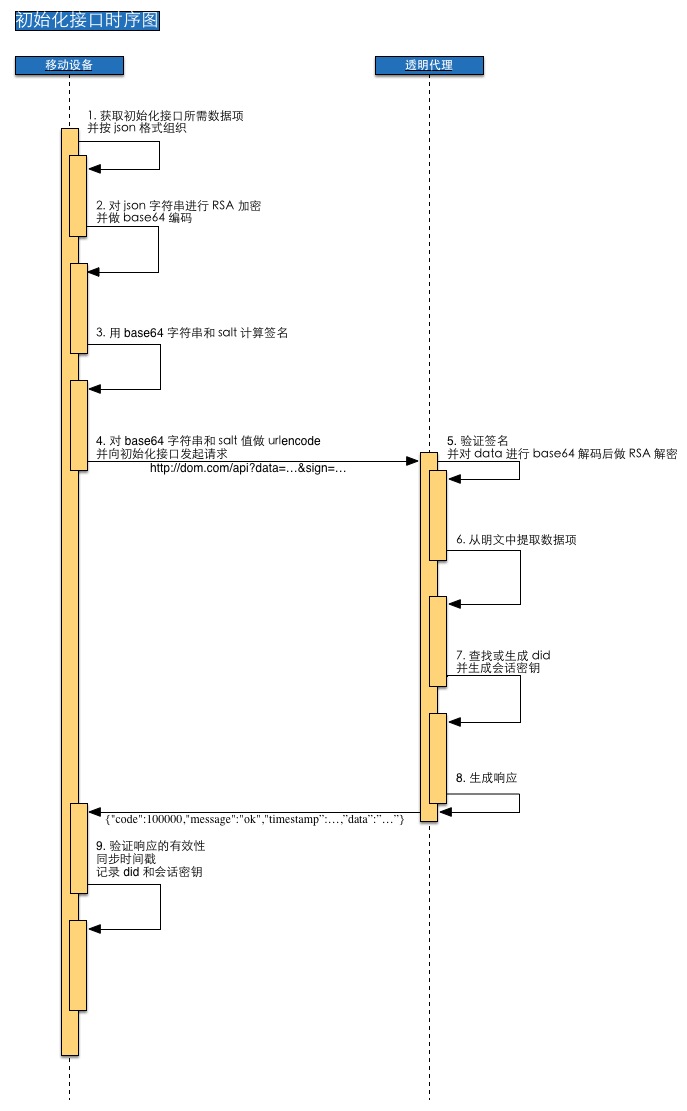 初始化接口时序图
移动设备
透明代理
1. 获取初始化接口所需数据项
并按 json 格式组织
2. 对 json 字符串进行 RSA 加密
并做 base64 编码
3. 用 base64 字符串和 salt 计算签名
4. 对 base64 字符串和 salt 值做 urlencode
并向初始化接口发起请求
http://dom.com/api?data=…&sign=…
5. 验证签名
并对 data 进行 base64 解码后做 RSA 解密
6. 从明文中提取数据项
7. 查找或生成 did
并生成会话密钥
8. 生成响应
{"code":100000,"message":"ok","timestamp”:…,”data”:”…”}
9. 验证响应的有效性
同步时间戳
记录 did 和会话密钥